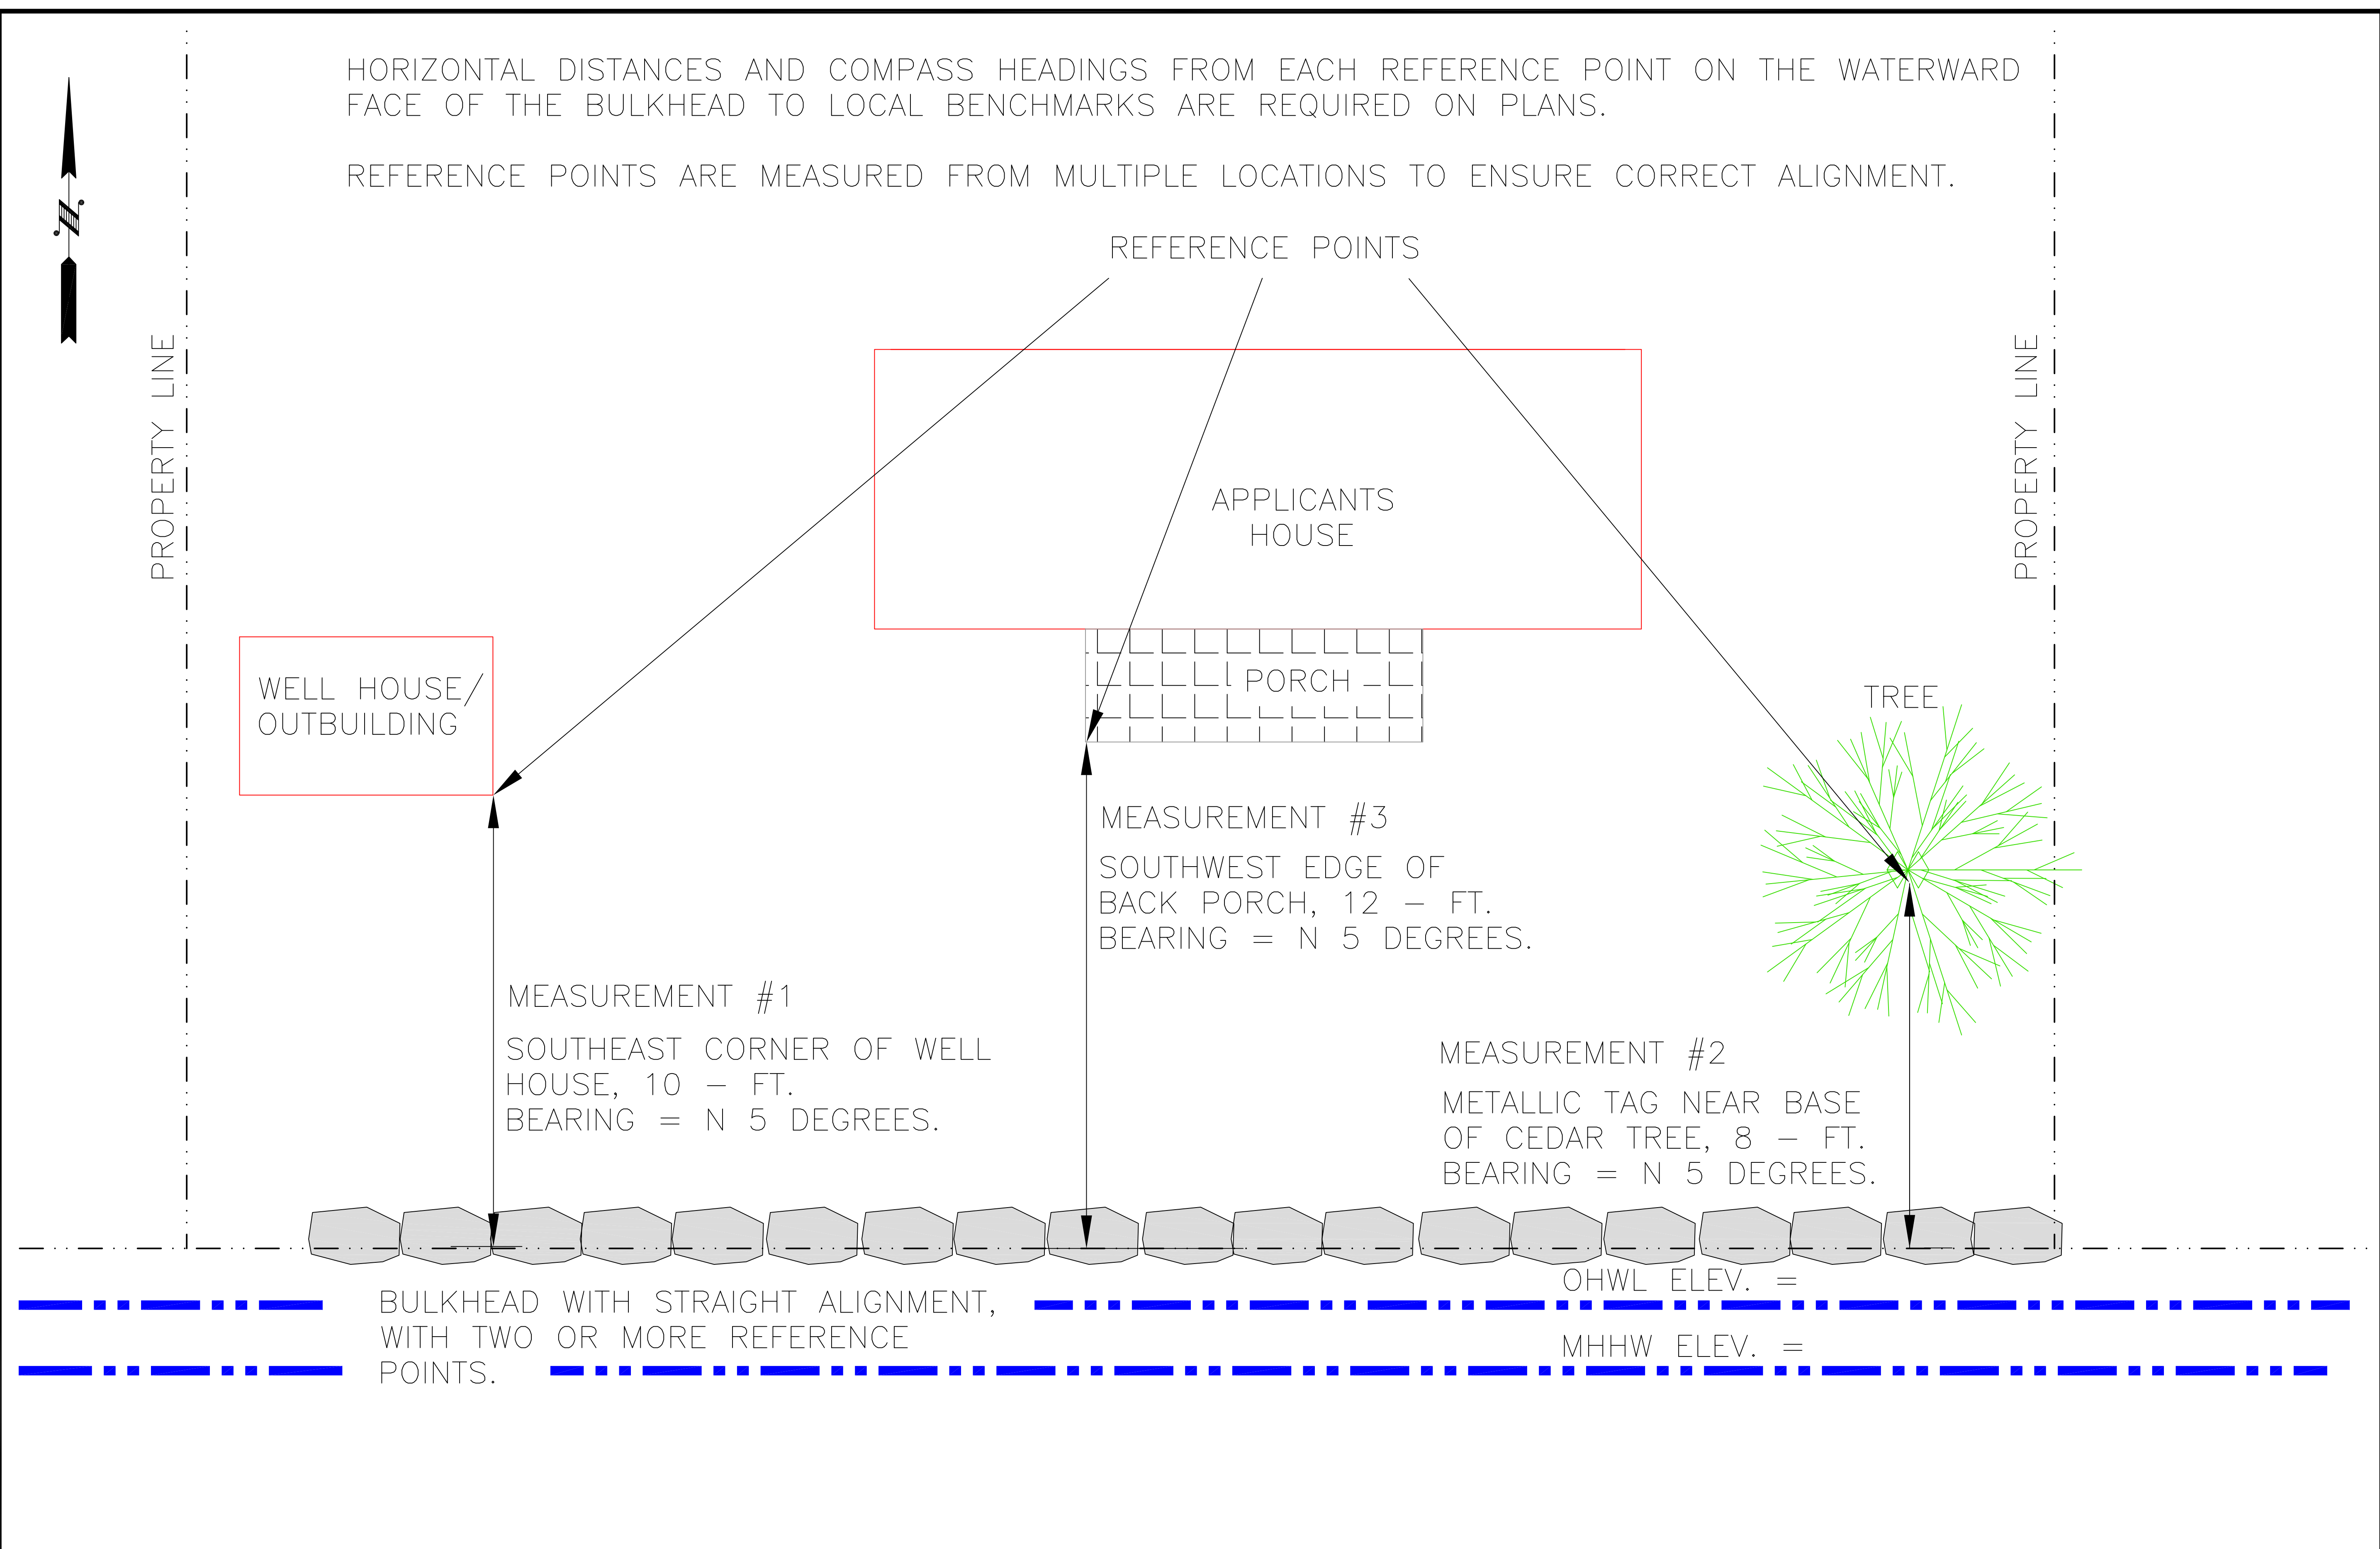 HORIZONTAL DISTANCES AND COMPASS HEADINGS FROM EACH REFERENCE POINT ON THE WATERWARD
FACE OF THE BULKHEAD TO LOCAL BENCHMARKS ARE REQUIRED ON PLANS.
REFERENCE POINTS ARE MEASURED FROM MULTIPLE LOCATIONS TO ENSURE CORRECT ALIGNMENT.
N
REFERENCE POINTS
PROPERTY LINE
PROPERTY LINE
APPLICANTS
HOUSE
WELL HOUSE/
OUTBUILDING
PORCH
TREE
MEASUREMENT #3
SOUTHWEST EDGE OF
BACK PORCH, 12 – FT.
BEARING = N 5 DEGREES.
MEASUREMENT #1
SOUTHEAST CORNER OF WELL
HOUSE, 10 – FT.
BEARING = N 5 DEGREES.
MEASUREMENT #2
METALLIC TAG NEAR BASE
OF CEDAR TREE, 8 – FT.
BEARING = N 5 DEGREES.
OHWL ELEV. =
BULKHEAD WITH STRAIGHT ALIGNMENT,
WITH TWO OR MORE REFERENCE
POINTS.
MHHW ELEV. =